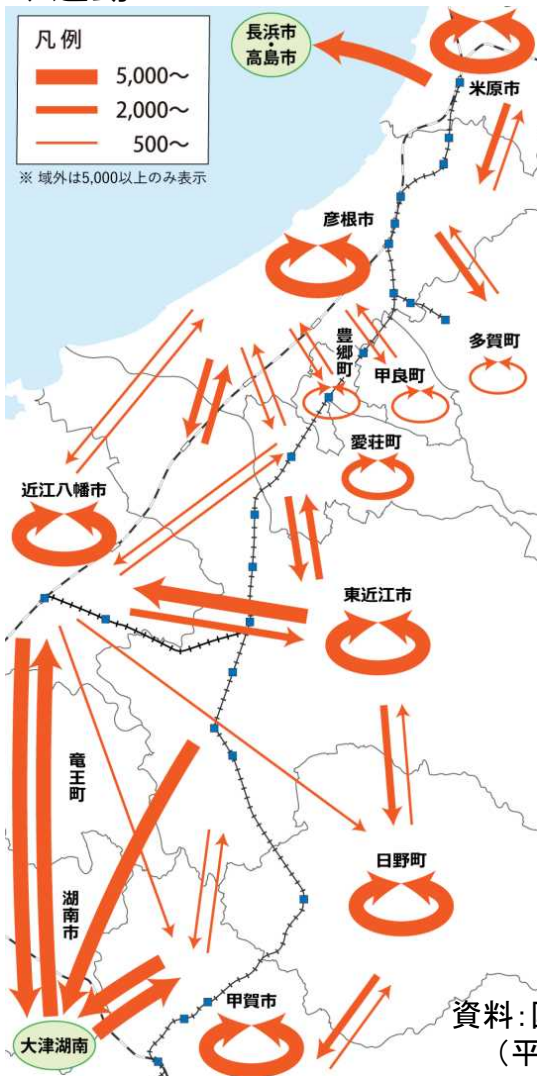 凡例
5,000〜
2,000〜
500〜
※ 域外は5,000以上のみ表示
長浜市
・
高島市
米原市
彦根市
多賀町
豊郷町
甲良町
愛荘町
近江八幡市
東近江市
竜王町
日野町
湖南市
甲賀市
大津湖南
資料:
(平